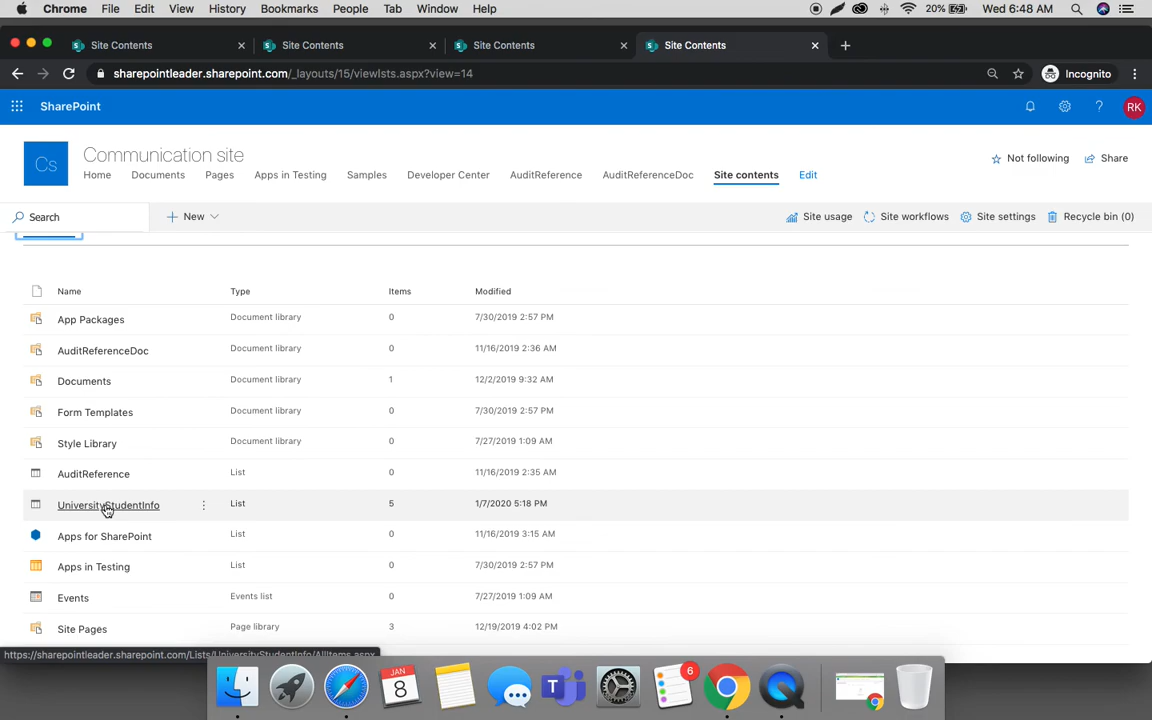 Chrome File Edit View History Bookmarks People Tab Window Help 20% Wed 6:48 AM
Site Contents Site Contents Site Contents Site Contents
sharepointleader.sharepoint.com/_layouts/15/viewlsts.aspx?view=14 Incognito
SharePoint ? RK
Cs Communication site Not following Share
Home Documents Pages Apps in Testing Samples Developer Center AuditReference AuditReferenceDoc Site contents Edit
Search New Site usage Site workflows Site settings Recycle bin (0)
Name Type Items Modified
App Packages Document library 0 7/30/2019 2:57 PM
AuditReferenceDoc Document library 0 11/16/2019 2:36 AM
Documents Document library 1 12/2/2019 9:32 AM
Form Templates Document library 0 7/30/2019 2:57 PM
Style Library Document library 0 7/27/2019 1:09 AM
AuditReference List 0 11/16/2019 2:35 AM
UniversityStudentInfo List 5 1/7/2020 5:18 PM
Apps for SharePoint List 0 11/16/2019 3:15 AM
Apps in Testing List 0 7/30/2019 2:57 PM
Events Events list 0 7/27/2019 1:09 AM
Site Pages Page library 3 12/19/2019 4:02 PM
https://sharepointleader.sharepoint.com/Lists/UniversityStudentInfo/AllItems.aspx
JAN 6
8